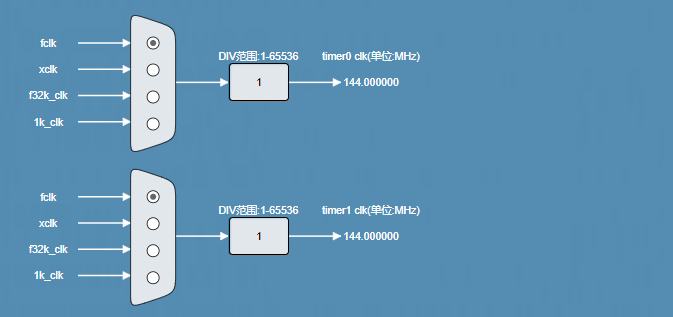 fclk
xclk
f32k_clk
1k_clk
DIV范围:1-65536
1
timer0 clk(单位:MHz)
144.000000
fclk
xclk
f32k_clk
1k_clk
DIV范围:1-65536
1
timer1 clk(单位:MHz)
144.000000